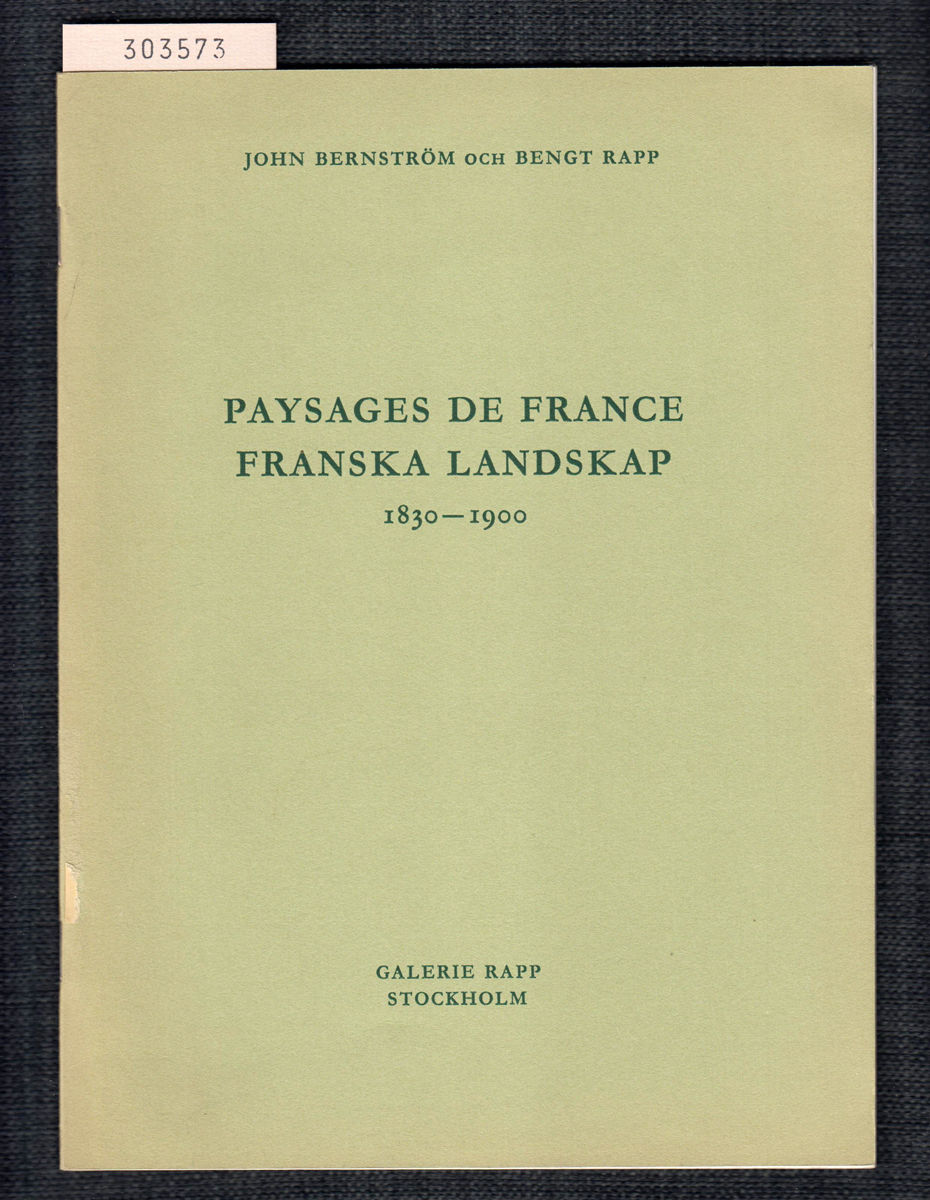 303573
JOHN BERNSTRÖM OCH BENGT RAPP
PAYSAGES DE FRANCE
FRANSKA LANDSKAP
1830—1900
GALERIE RAPP
STOCKHOLM